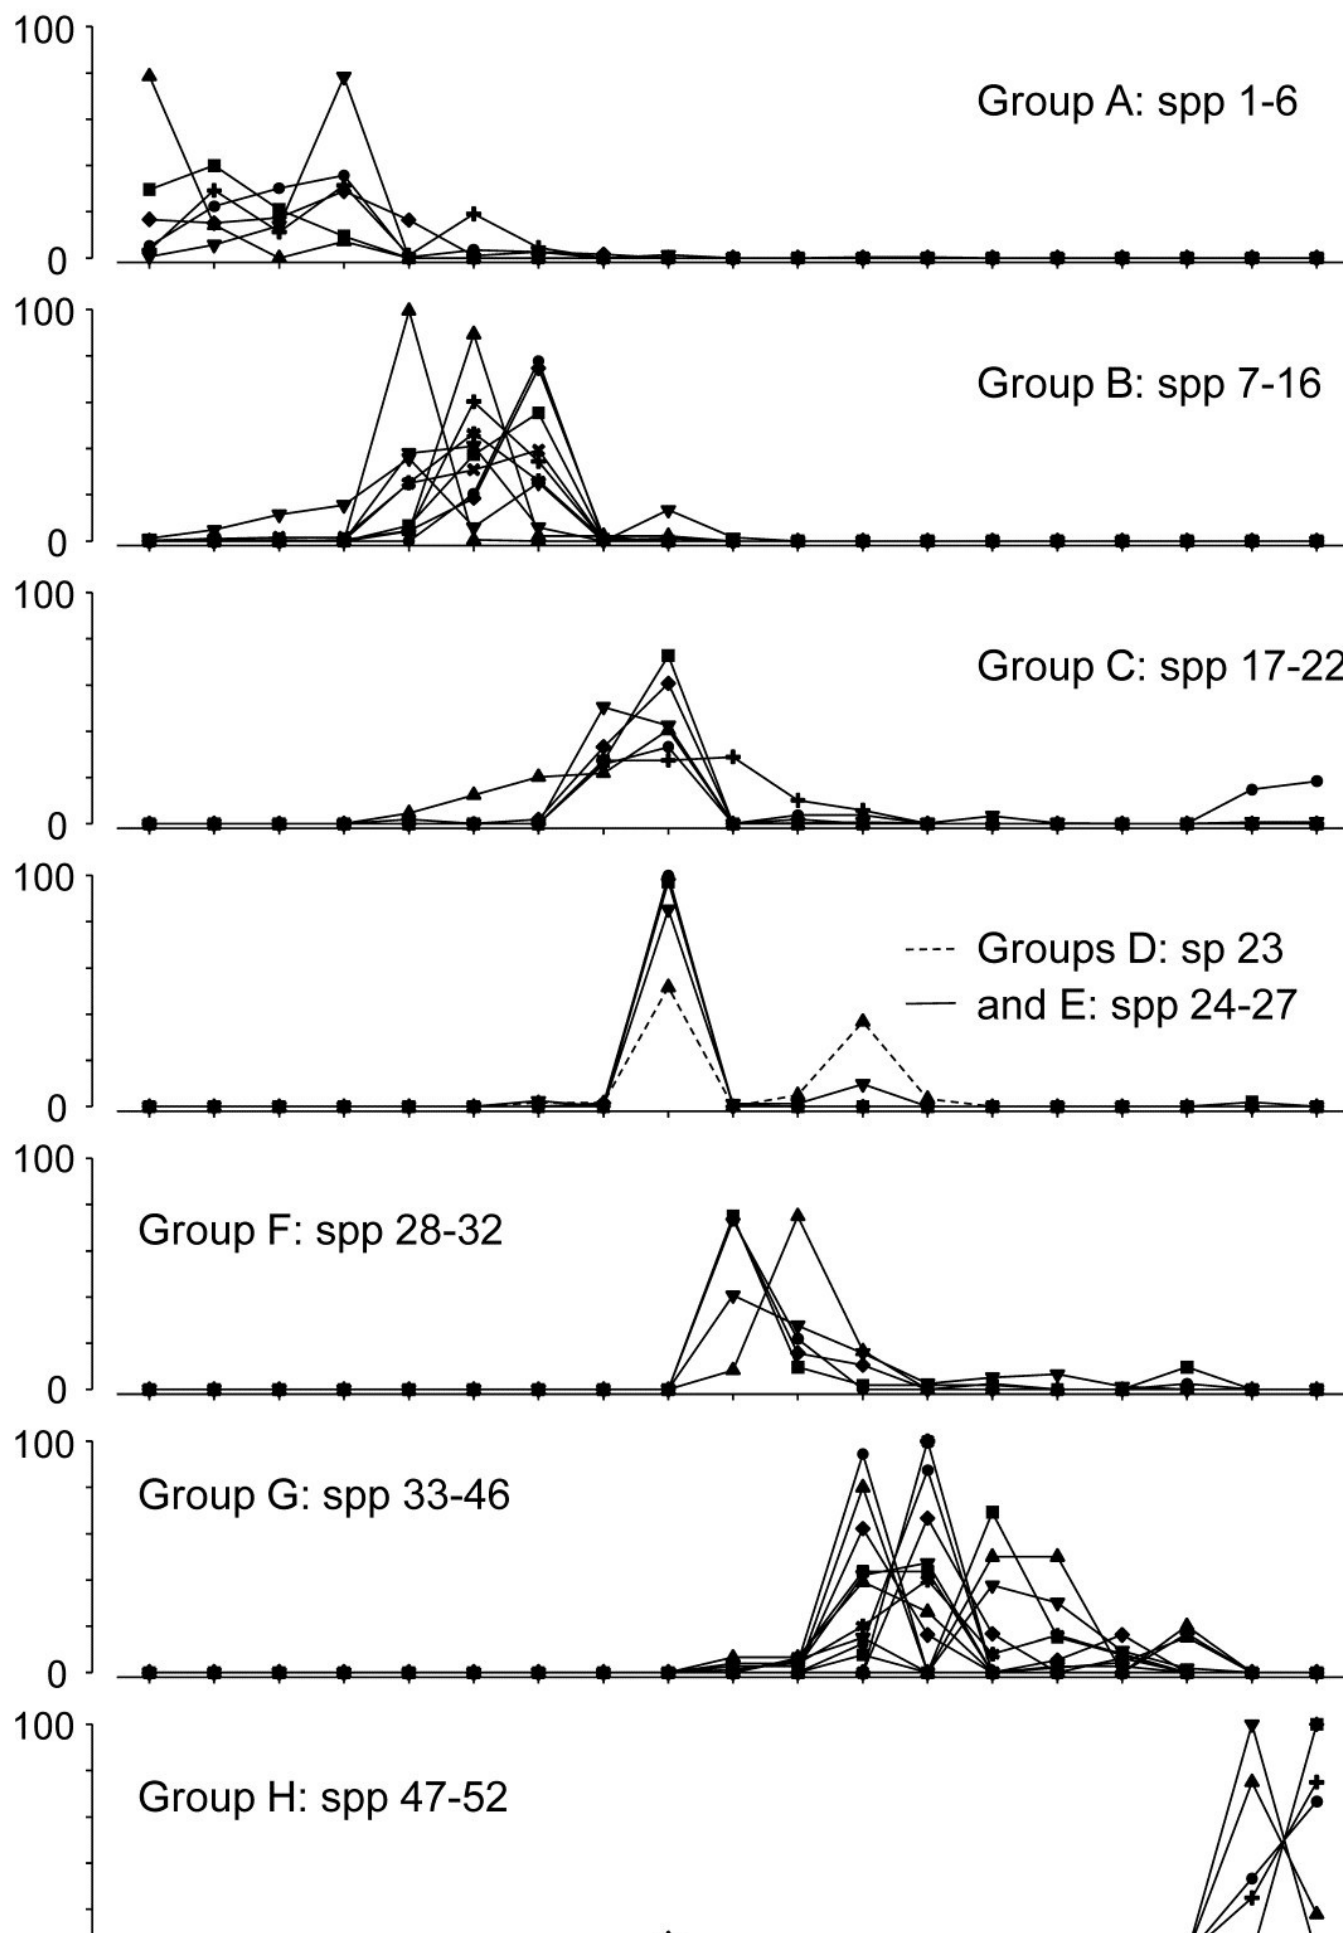 100
Group A: spp 1-6
0
100
Group B: spp 7-16
0
100
Group C: spp 17-22
0
100
Groups D: sp 23
and E: spp 24-27
0
100
Group F: spp 28-32
0
100
Group G: spp 33-46
0
100
Group H: spp 47-52